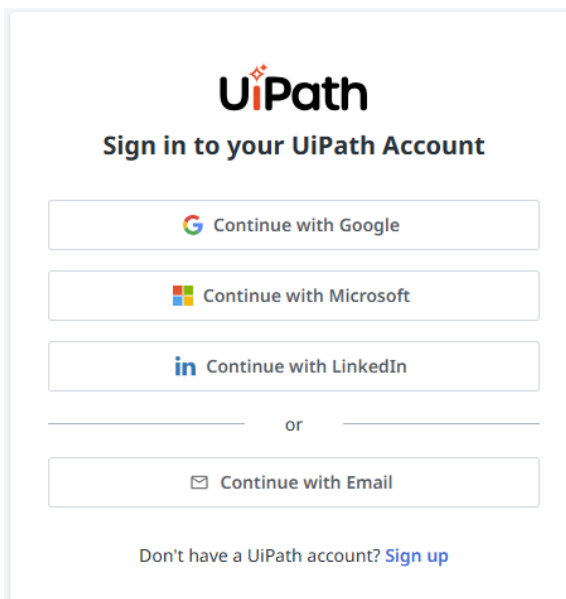 UiPath
Sign in to your UiPath Account
Continue with Google
Continue with Microsoft
in Continue with LinkedIn
or
Continue with Email
Don't have a UiPath account? Sign up